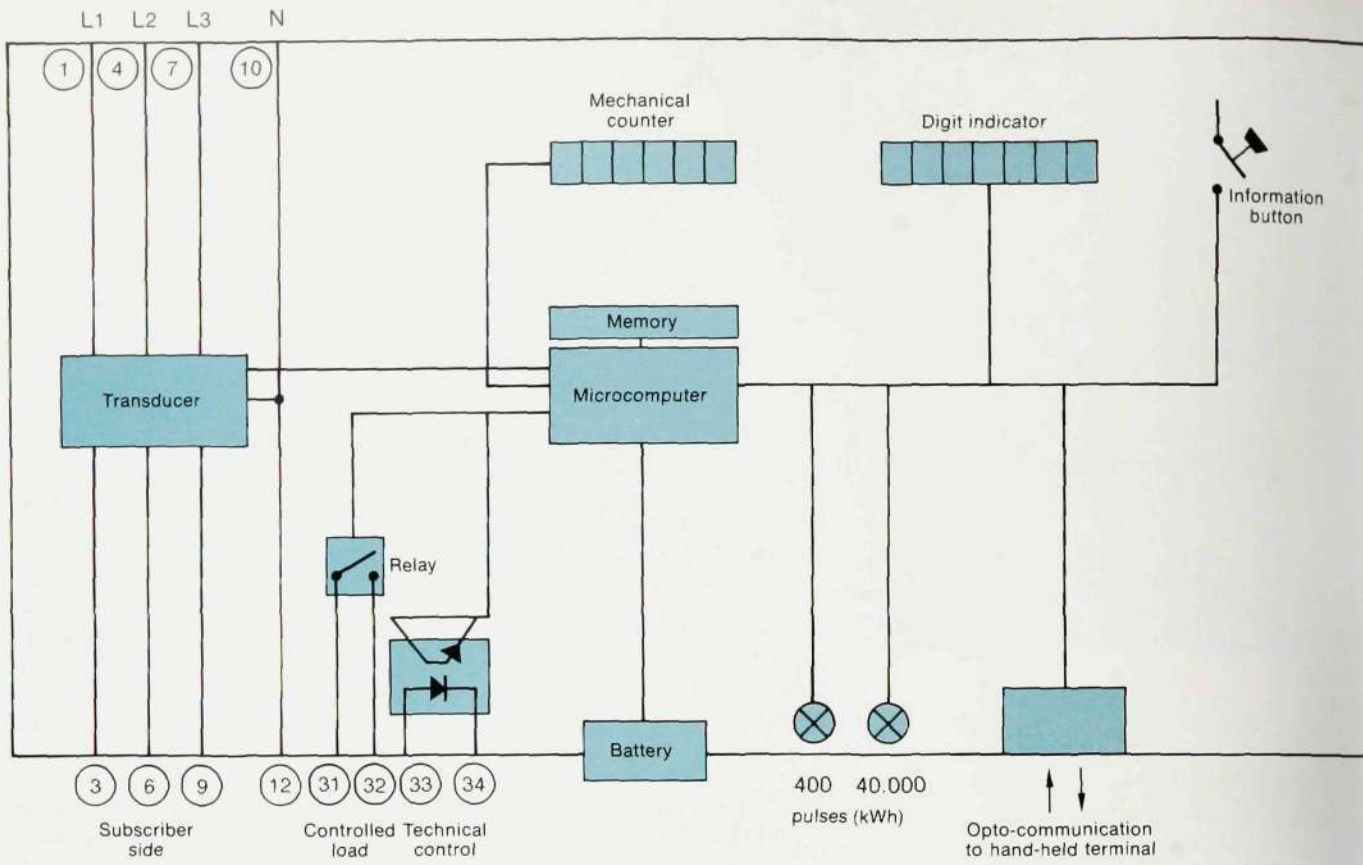 L1 L2 L3 N
1 4 7 10
Mechanical
counter
Digit indicator
Information
button
Memory
Transducer
Microcomputer
Relay
Battery
3 6 9 12 31 32 33 34
400 40.000
pulses (kWh)
Subscriber
side
Controlled
load
Technical
control
Opto-communication
to hand-held terminal